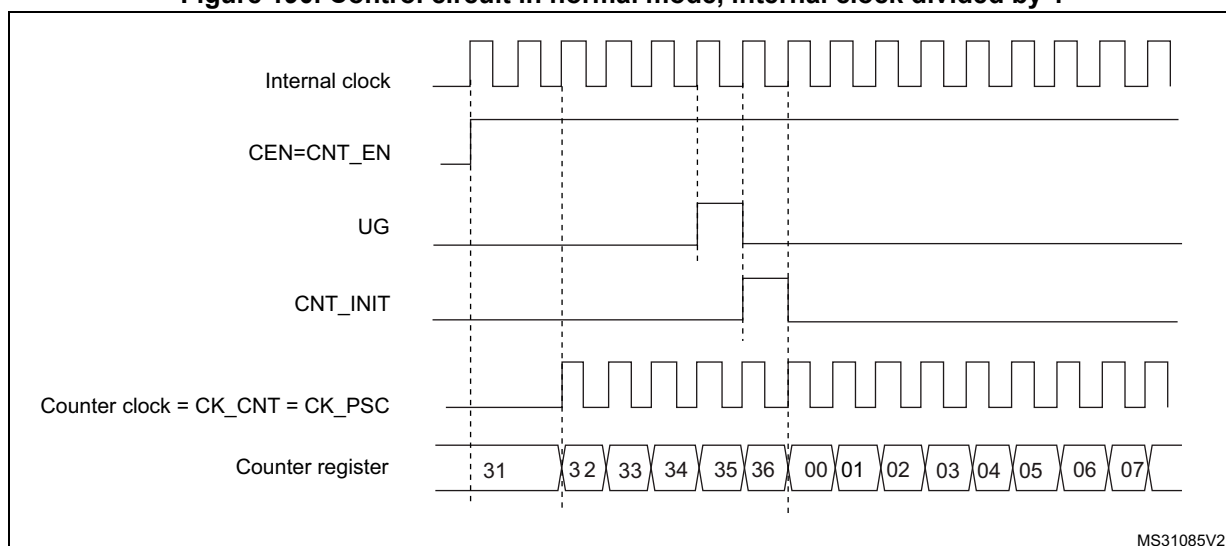 Figure Control circuit in normal mode, internal clock divided by 1
Internal clock
CEN=CNT_EN
UG
CNT_INIT
Counter clock = CK_CNT = CK_PSC
Counter register 31 32 33 34 35 36 00 01 02 03 04 05 06 07
MS31085V2